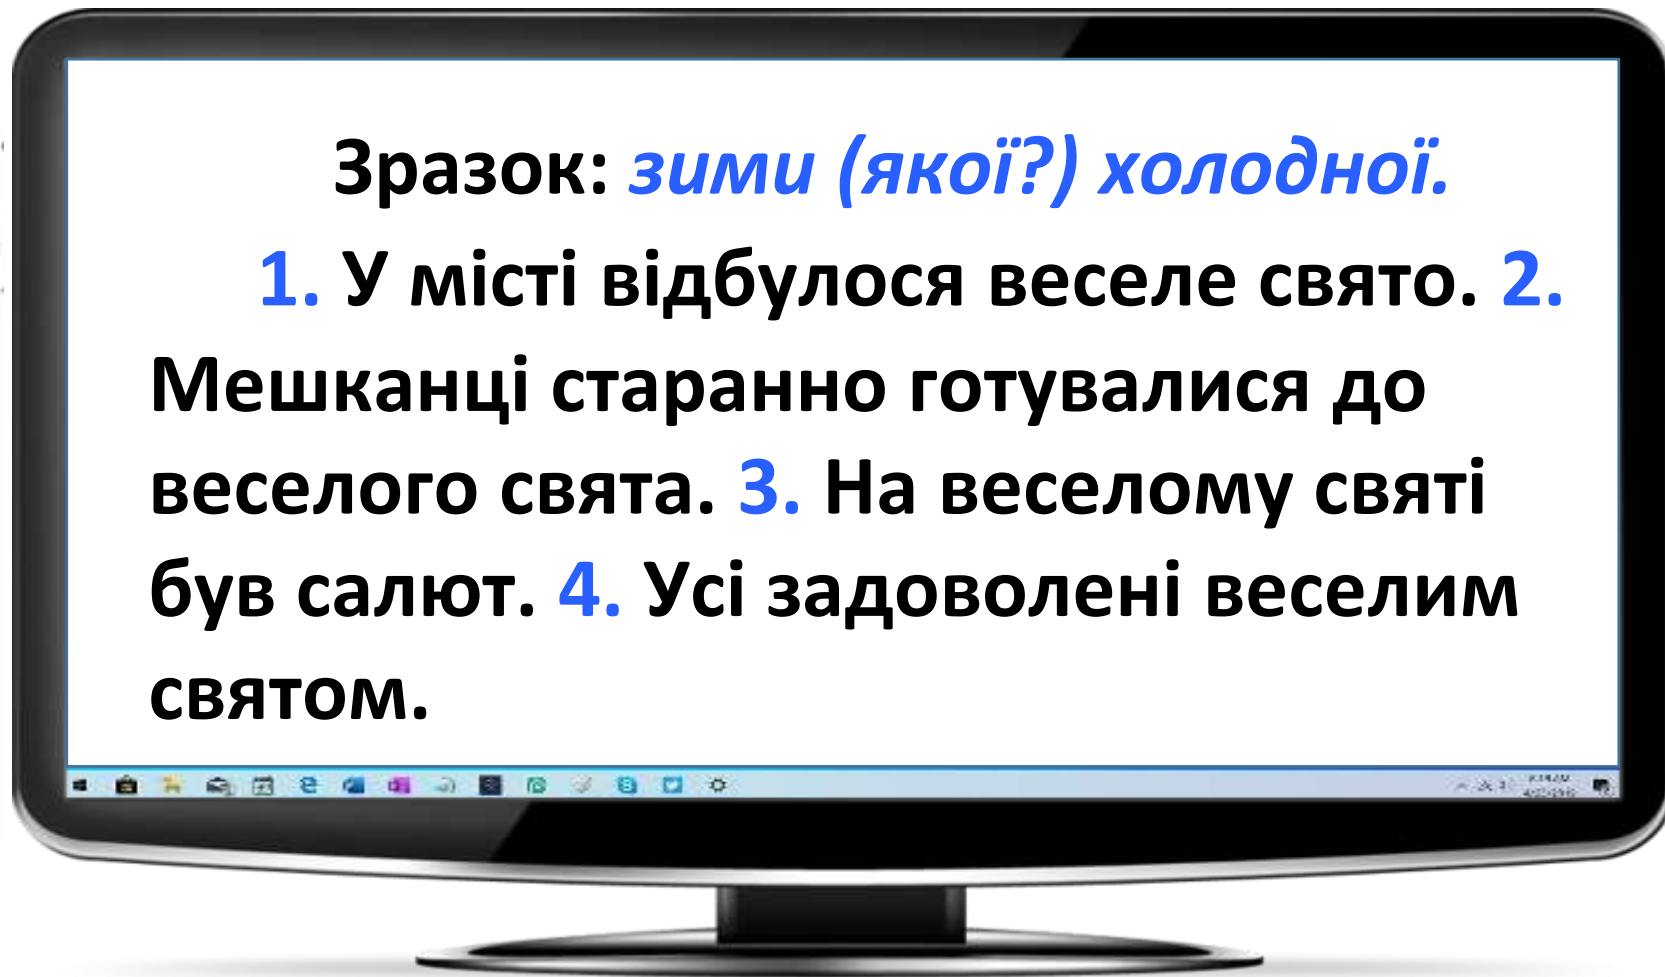 Зразок: зими (якої?) холодної.
1. У місті відбулося веселе свято. 2.
Мешканці старанно готувалися до
веселого свята. 3. На веселому святі
був салют. 4. Усі задоволені веселим
святом.